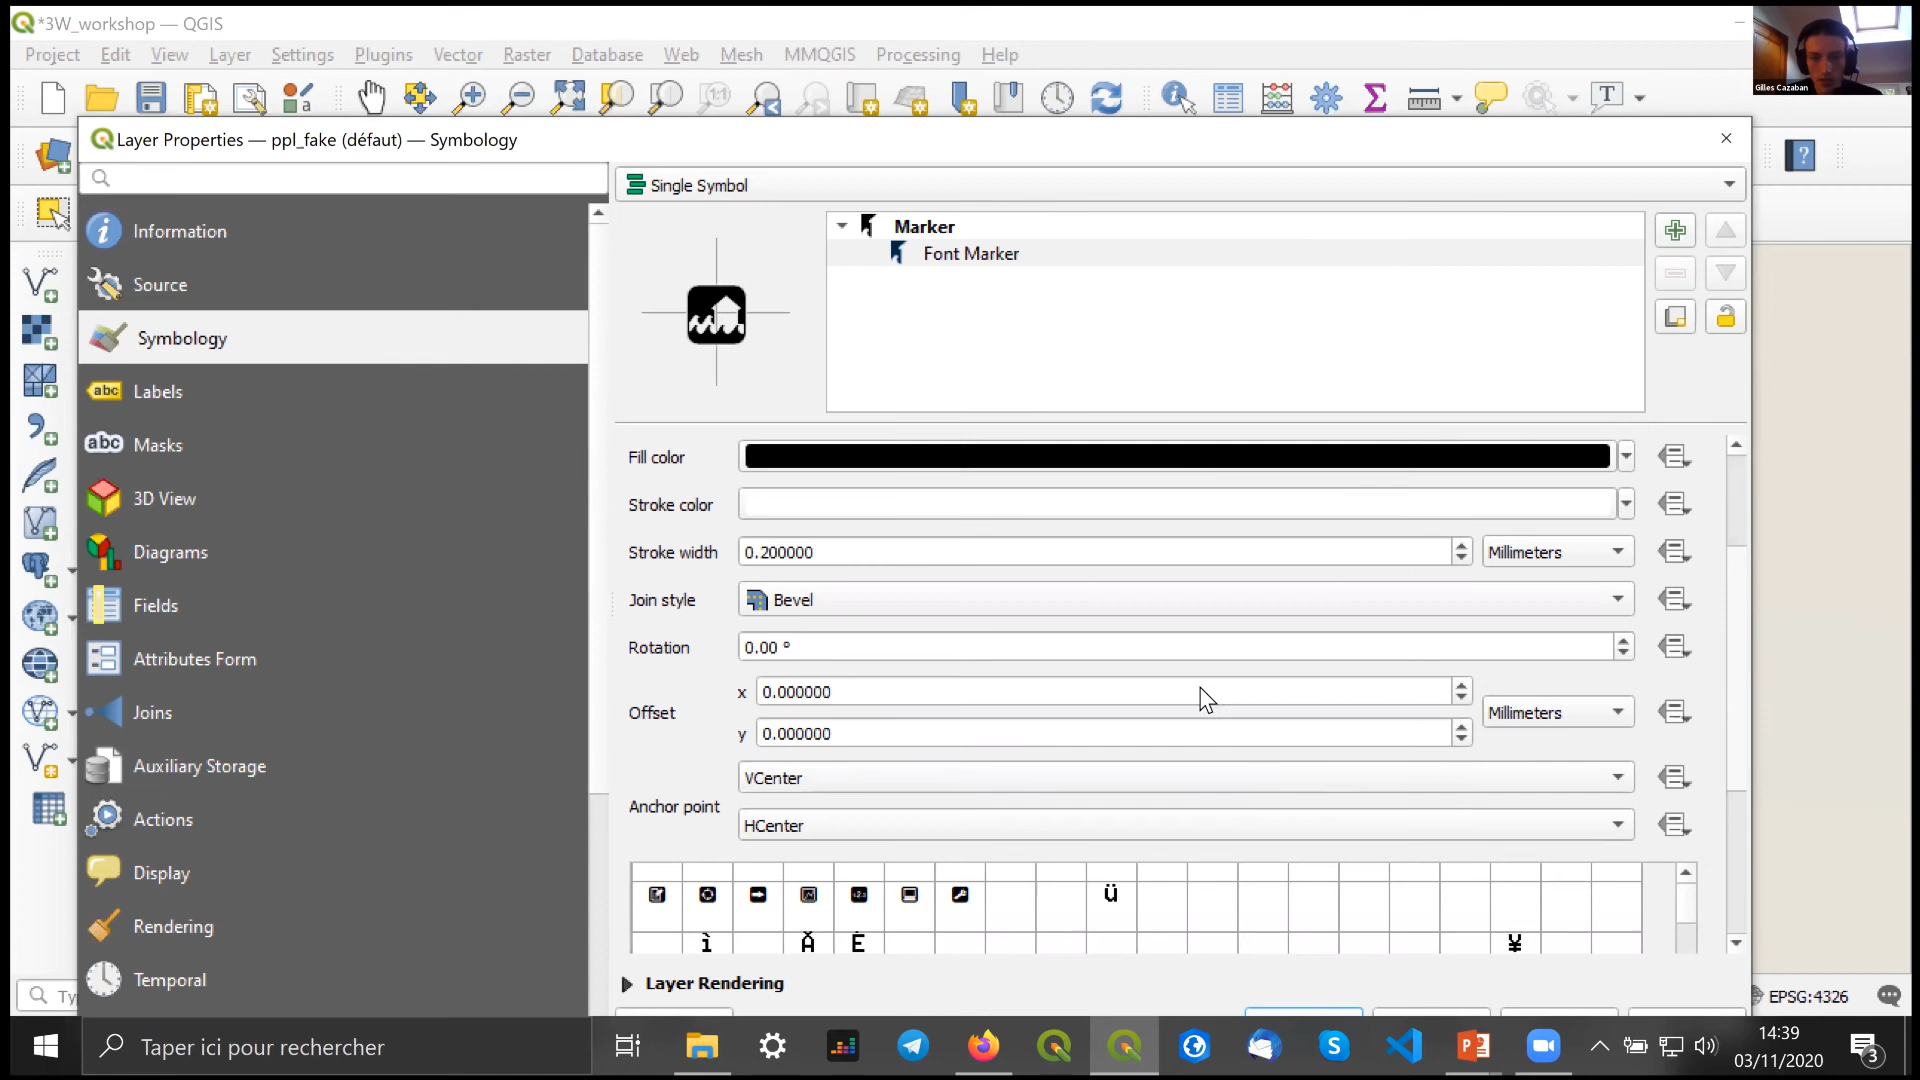 *3W_workshop — QGIS
Project Edit View Layer Settings Plugins Vector Raster Database Web Mesh MMQGIS Processing Help
Gilles Cazaban
Layer Properties — ppl_fake (défaut) — Symbology
Single Symbol
Information
Source
Symbology
Labels
Masks
3D View
Diagrams
Fields
Attributes Form
Joins
Auxiliary Storage
Actions
Display
Rendering
Temporal
Marker
Font Marker
Fill color
Stroke color
Stroke width 0.200000 Millimeters
Join style Bevel
Rotation 0.00 °
Offset x 0.000000 Millimeters
y 0.000000
Anchor point VCenter
HCenter
ü
ì Ă Ė ¥
Layer Rendering
Ty
EPSG:4326
Taper ici pour rechercher
14:39
03/11/2020
3